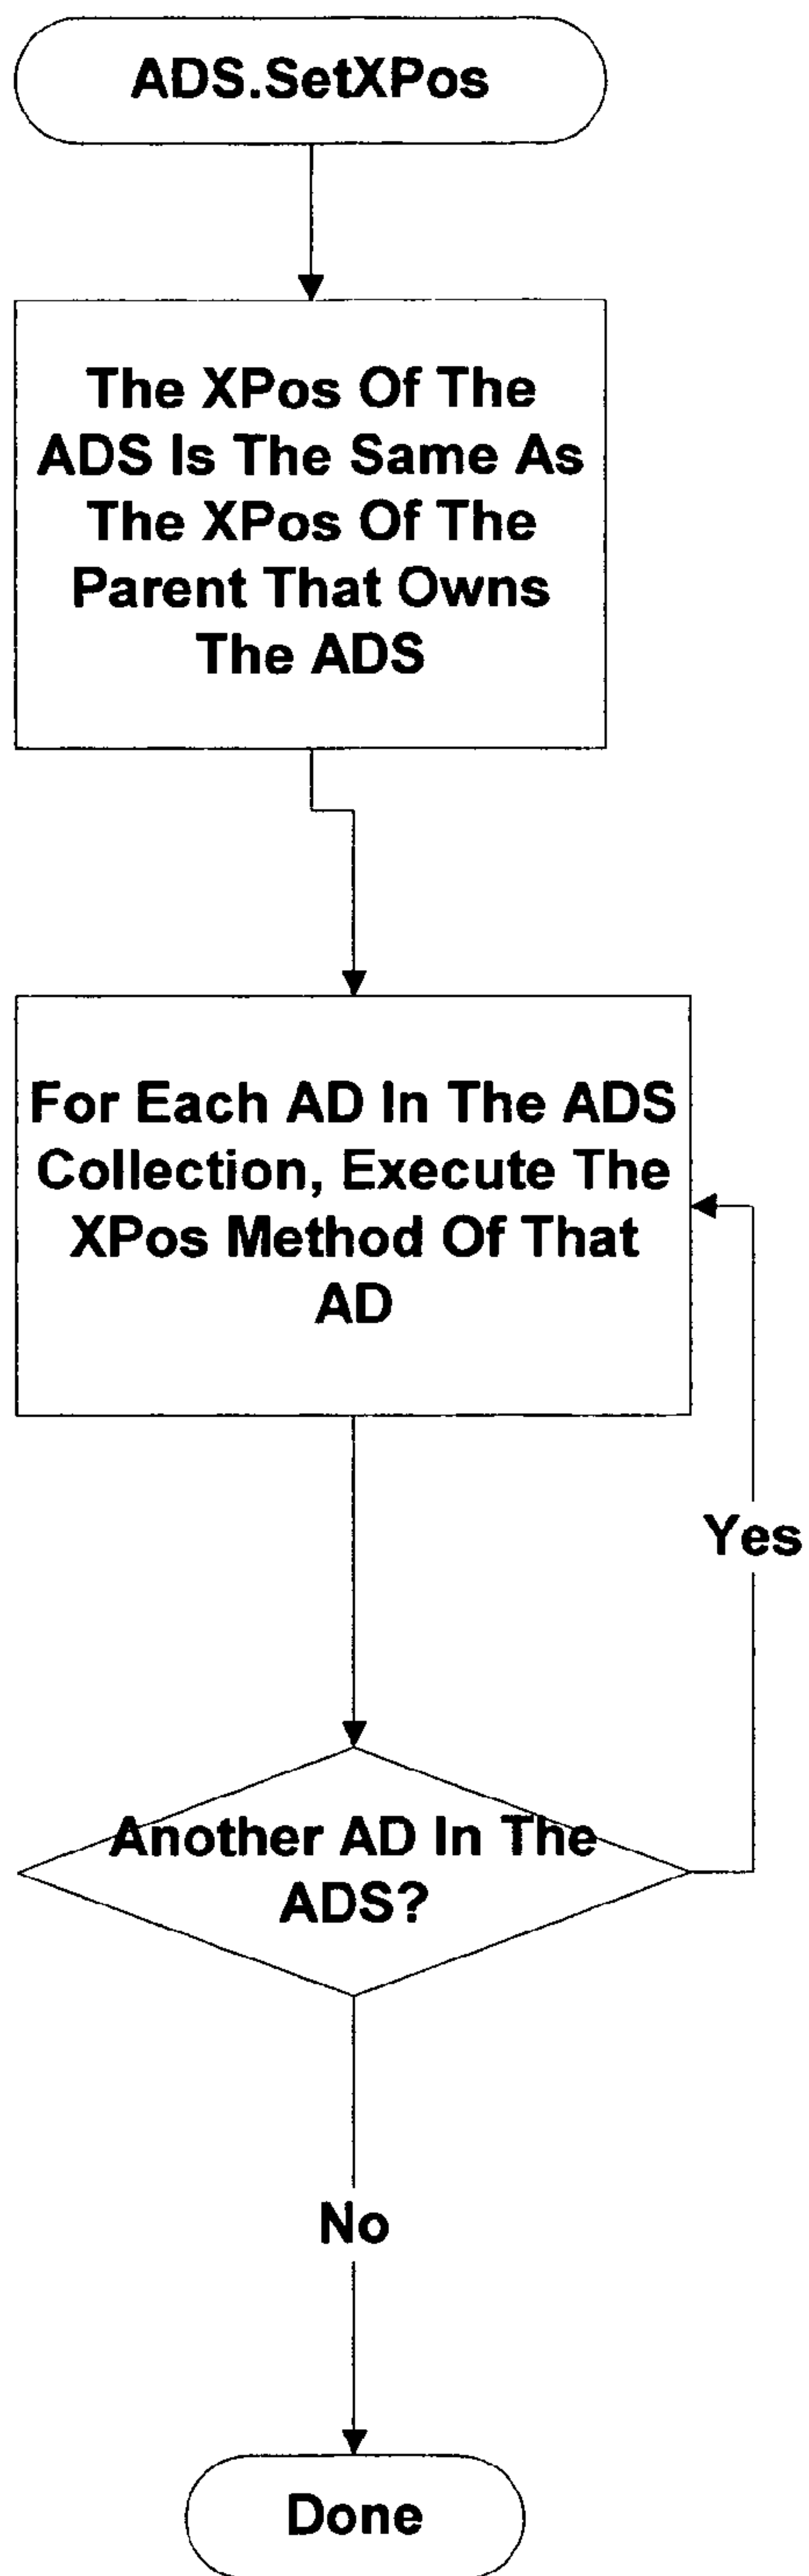 ADS.SetXPos
The XPos Of The
ADS Is The Same As
The XPos Of The
Parent That Owns
The ADS
For Each AD In The ADS
Collection, Execute The
XPos Method Of That
AD
Yes
Another AD In The
ADS?
No
Done